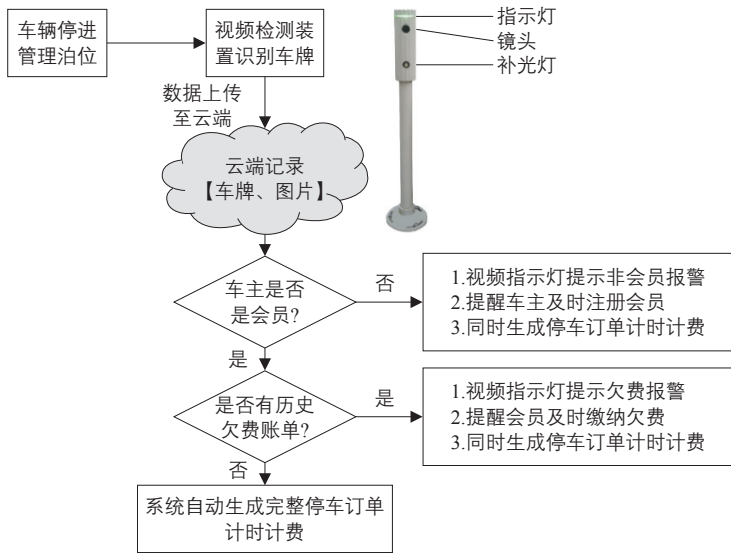 车辆停进
管理泊位
视频检测装
置识别车牌
指示灯
镜头
补光灯
数据上传
至云端
云端记录
【车牌、图片】
车主是否
是会员?
否
1.视频指示灯提示非会员报警
2.提醒车主及时注册会员
3.同时生成停车订单计时计费
是
是否有历史
欠费账单?
是
1.视频指示灯提示欠费报警
2.提醒会员及时缴纳欠费
3.同时生成停车订单计时计费
否
系统自动生成完整停车订单
计时计费